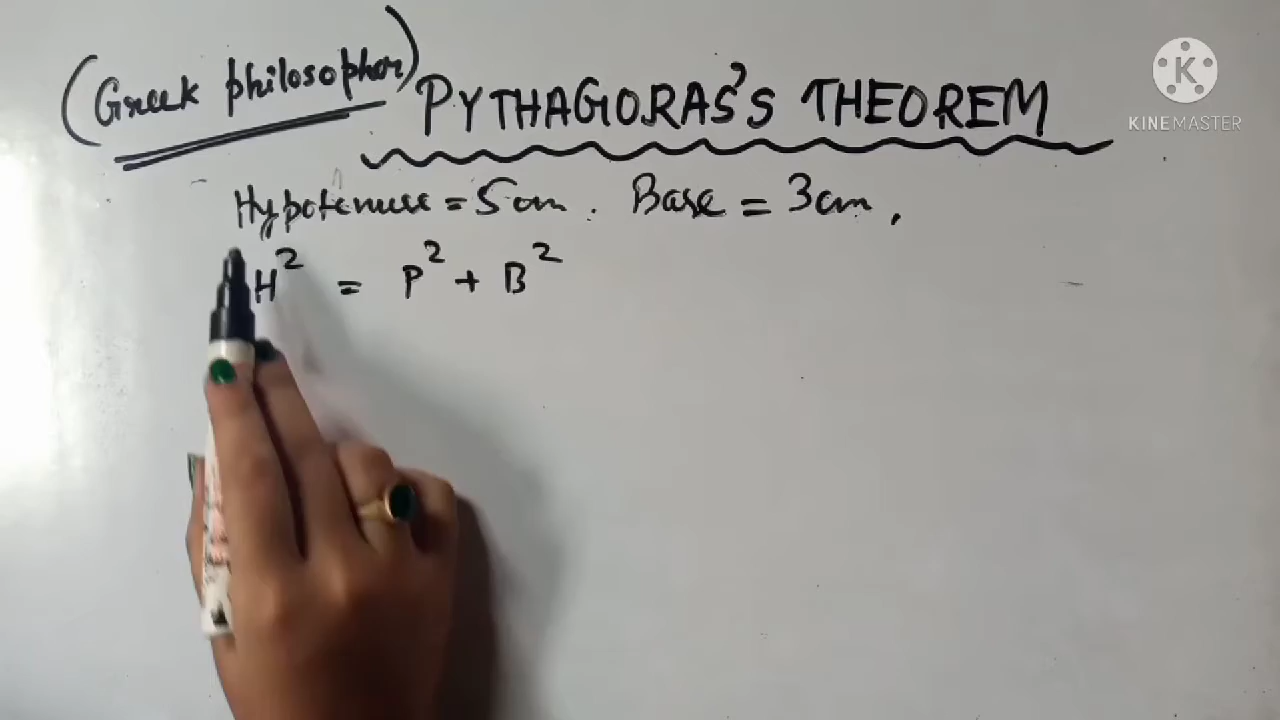 (Greek philosopher) PYTHAGORAS'S THEOREM
K
KINEMASTER
Hypotenuse = 5cm. Base = 3cm,
H² = P² + B²